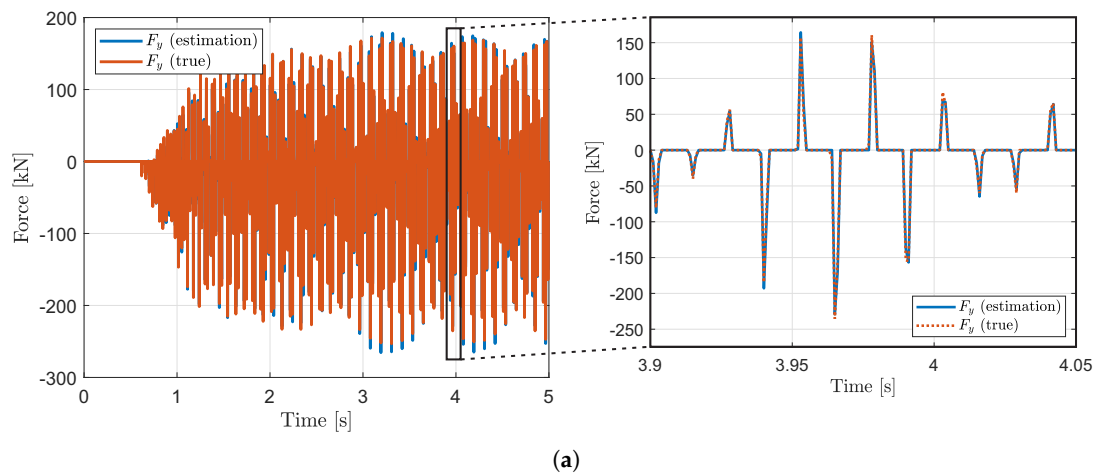 200
100
0
-100
-200
-300
Force [kN]
F_y (estimation)
F_y (true)
0 1 2 3 4 5
Time [s]
150
100
50
0
-50
-100
-150
-200
-250
Force [kN]
F_y (estimation)
F_y (true)
3.9 3.95 4 4.05
Time [s]
(a)